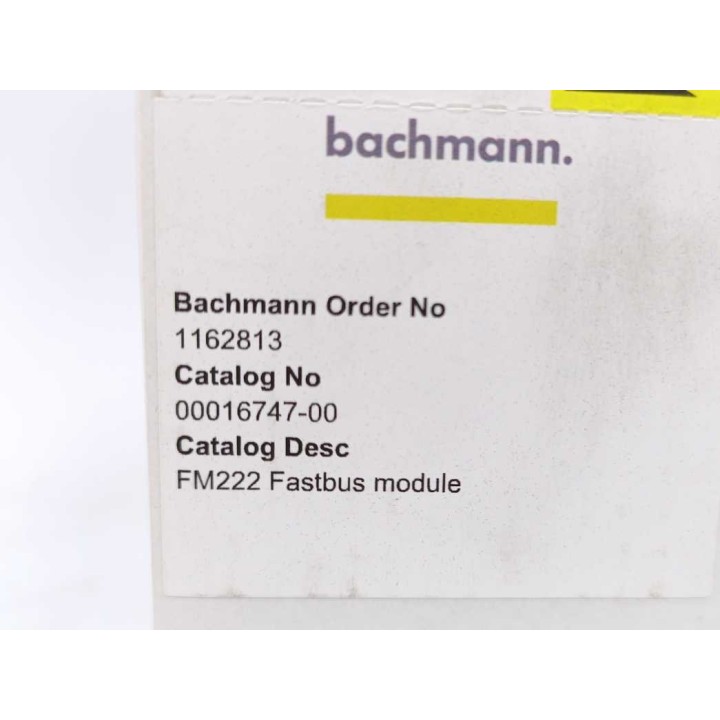 bachmann.
Bachmann Order No
1162813
Catalog No
00016747-00
Catalog Desc
FM222 Fastbus module